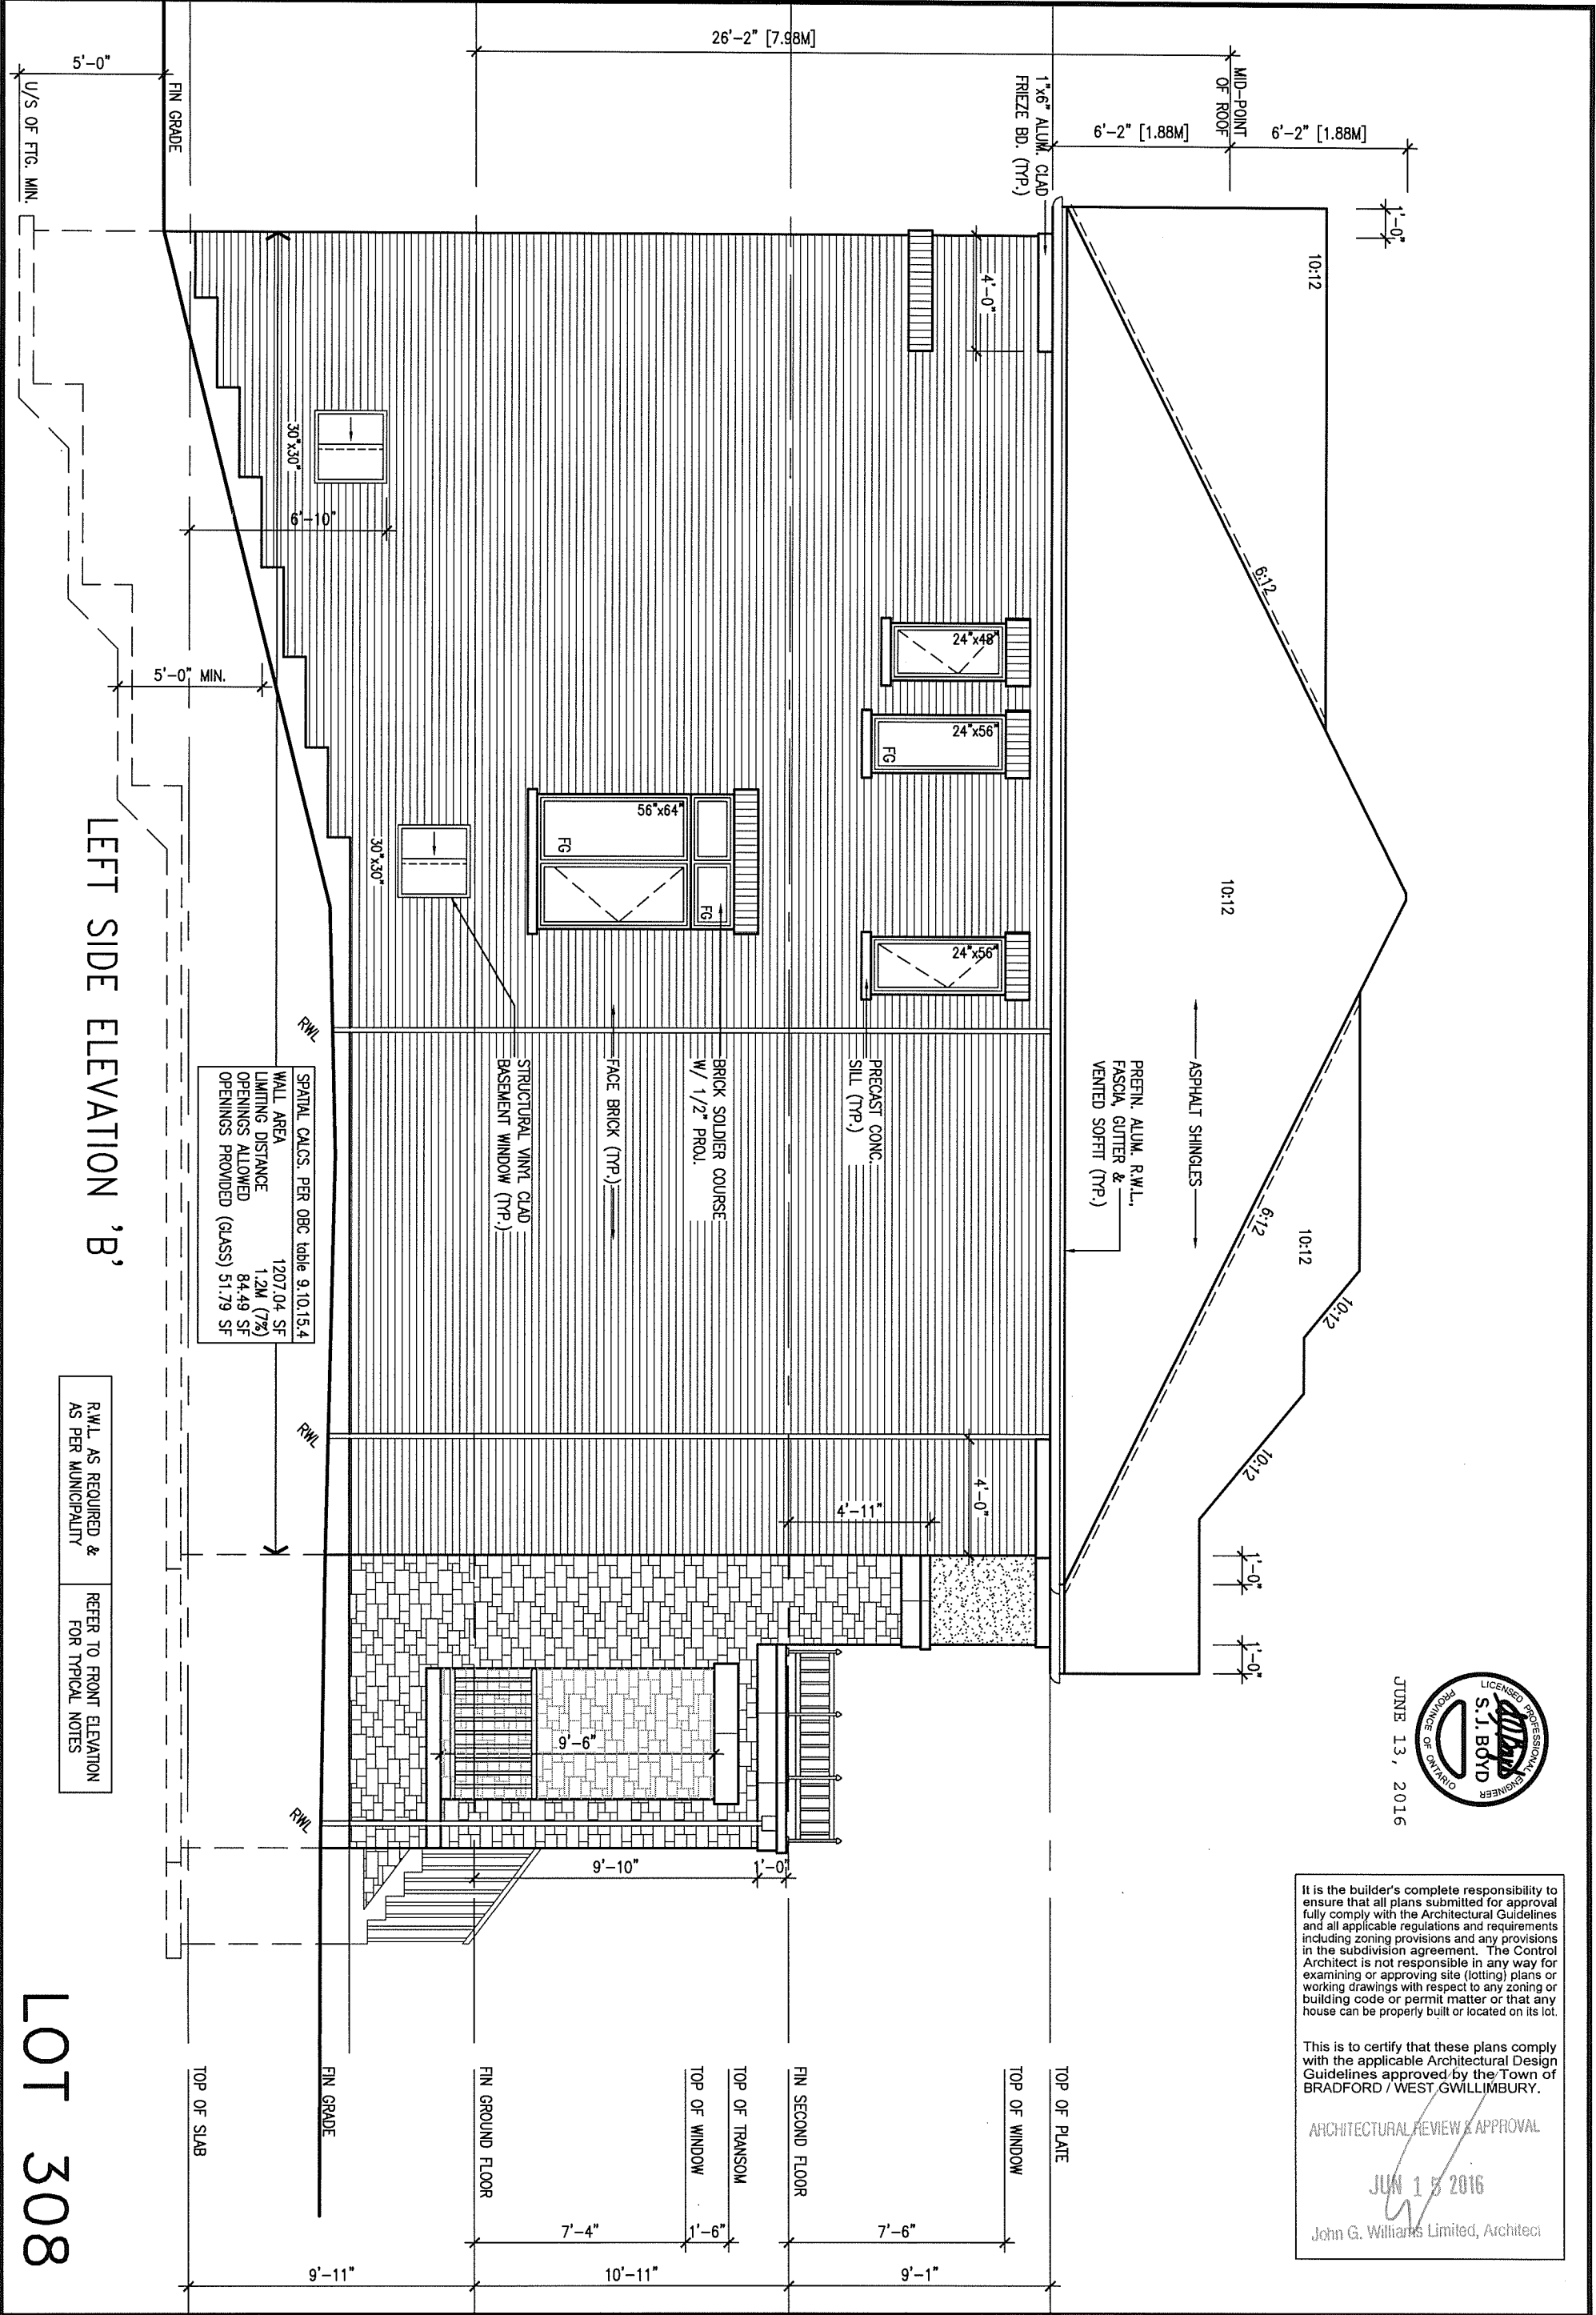 26'-2" [7.98M]
5'-0"
U/S OF FTG. MIN.
FIN GRADE
1"x6" ALUM. CLAD
FRIEZE BD. (TYP.)
MID-POINT
OF ROOF
6'-2" [1.88M]
6'-2" [1.88M]
1'-0"
10:12
4'-0"
30"x30"
6'-10"
6:12
24"x48"
5'-0" MIN.
24"x56"
FG
56"x64"
FG
FG
30"x30"
24"x56"
10:12
RWL
ASPHALT SHINGLES
PREFIN. ALUM. R.W.L.,
FASCIA, GUTTER &
VENTED SOFFIT (TYP.)
PRECAST CONC.
SILL (TYP.)
BRICK SOLDIER COURSE
W/ 1/2" PROJ.
FACE BRICK (TYP.)
STRUCTURAL VINYL CLAD
BASEMENT WINDOW (TYP.)
6:12
10:12
10:12
10:12
SPATIAL CALCS. PER OBC table 9.10.15.4
WALL AREA 1207.04 SF
LIMITING DISTANCE 1.2M (7%)
OPENINGS ALLOWED 84.49 SF
OPENINGS PROVIDED (GLASS) 51.79 SF
LEFT SIDE ELEVATION 'B'
R.W.L. AS REQUIRED &
AS PER MUNICIPALITY
REFER TO FRONT ELEVATION
FOR TYPICAL NOTES
RWL
4'-0"
4'-11"
1'-0"
1'-0"
9'-6"
RWL
9'-10"
1'-0"
LICENSED PROFESSIONAL ENGINEER
S. J. BOYD
PROVINCE OF ONTARIO
JUNE 13, 2016
It is the builder's complete responsibility to
ensure that all plans submitted for approval
fully comply with the Architectural Guidelines
and all applicable regulations and requirements
including zoning provisions and any provisions
in the subdivision agreement. The Control
Architect is not responsible in any way for
examining or approving site (lotting) plans or
working drawings with respect to any zoning or
building code or permit matter or that any
house can be properly built or located on its lot.
This is to certify that these plans comply
with the applicable Architectural Design
Guidelines approved by the Town of
BRADFORD / WEST GWILLIMBURY.
ARCHITECTURAL REVIEW & APPROVAL
JUN 15 2016
John G. Williams Limited, Architect
TOP OF PLATE
TOP OF WINDOW
FIN SECOND FLOOR
TOP OF TRANSOM
TOP OF WINDOW
FIN GROUND FLOOR
FIN GRADE
TOP OF SLAB
7'-6"
1'-6"
7'-4"
9'-1"
10'-11"
9'-11"
LOT 308